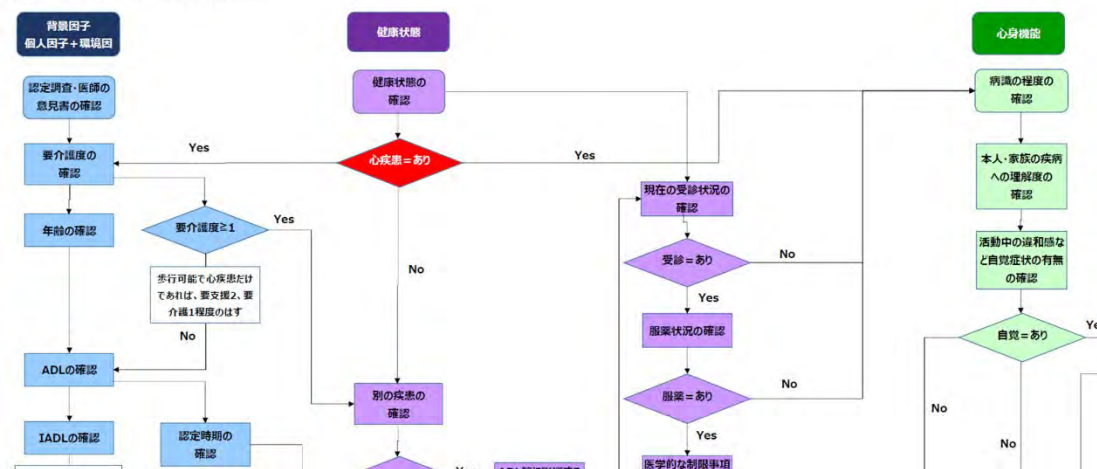 背景因子
個人因子+環境因
健康状態
心身機能
認定調査・医師の
意見書の確認
健康状態の
確認
病識の程度の
確認
要介護度の
確認
Yes
心疾患=あり
Yes
本人・家族の疾病
への理解度の
確認
現在の受診状況の
確認
年齢の確認
要介護度≧1
Yes
活動中の違和感な
ど自覚症状の有無
の確認
歩行可能で心疾患だけ
であれば、要支援2、要
介護1程度のはず
No
受診=あり
No
Yes
No
服薬状況の確認
自覚=あり
ADLの確認
別の疾患の
確認
服薬=あり
No
No
No
IADLの確認
認定時期の
確認
Yes
医学的な制限事項